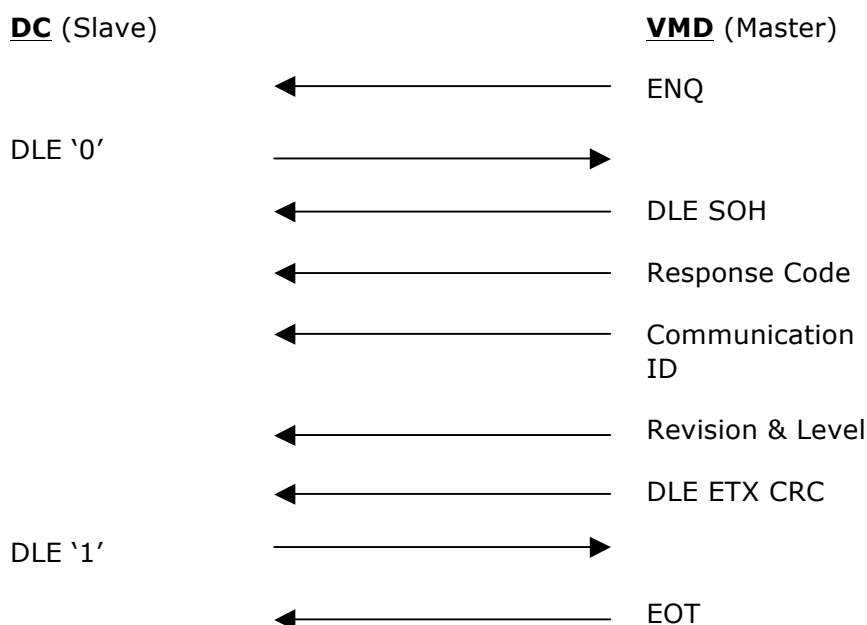 DC (Slave) VMD (Master)
ENQ
DLE ‘0’
DLE SOH
Response Code
Communication
ID
Revision & Level
DLE ETX CRC
DLE ‘1’
EOT